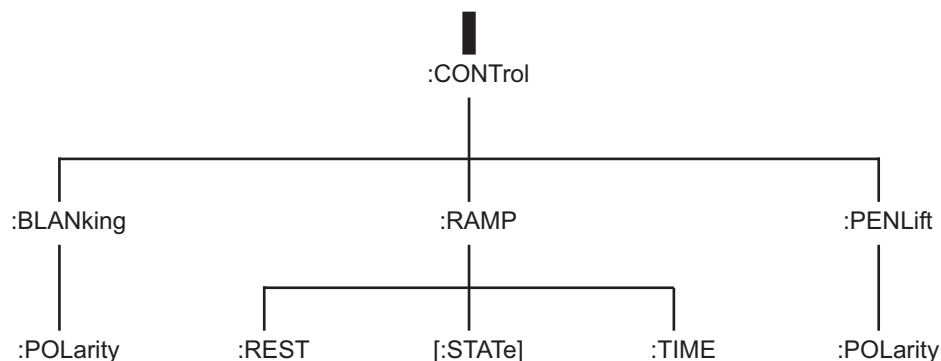 :CONTrol
:BLANking :RAMP :PENLift
:POLarity :REST [:STATe] :TIME :POLarity